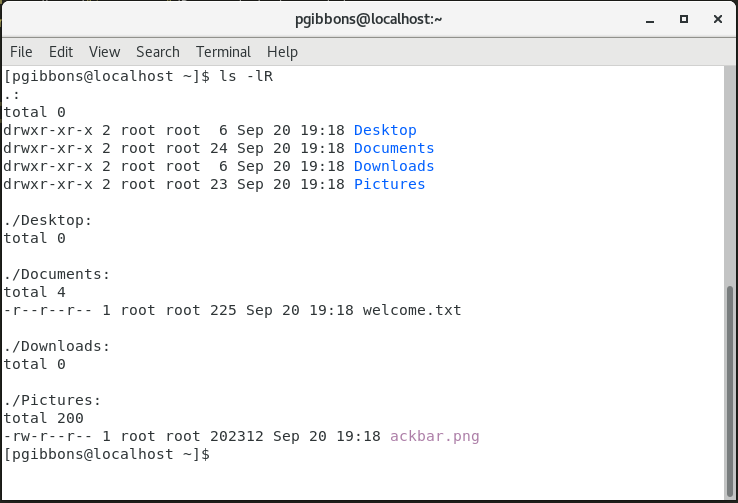 pgibbons@localhost:~
File Edit View Search Terminal Help
[pgibbons@localhost ~]$ ls -lR
.:
total 0
drwxr-xr-x 2 root root  6 Sep 20 19:18 Desktop
drwxr-xr-x 2 root root 24 Sep 20 19:18 Documents
drwxr-xr-x 2 root root  6 Sep 20 19:18 Downloads
drwxr-xr-x 2 root root 23 Sep 20 19:18 Pictures
./Desktop:
total 0
./Documents:
total 4
-r--r--r-- 1 root root 225 Sep 20 19:18 welcome.txt
./Downloads:
total 0
./Pictures:
total 200
-rw-r--r-- 1 root root 202312 Sep 20 19:18 ackbar.png
[pgibbons@localhost ~]$